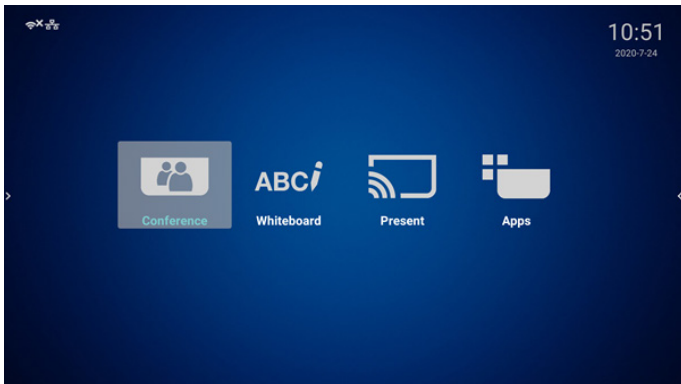 10:51
2020-7-24
ABC
Conference
Whiteboard
Present
Apps